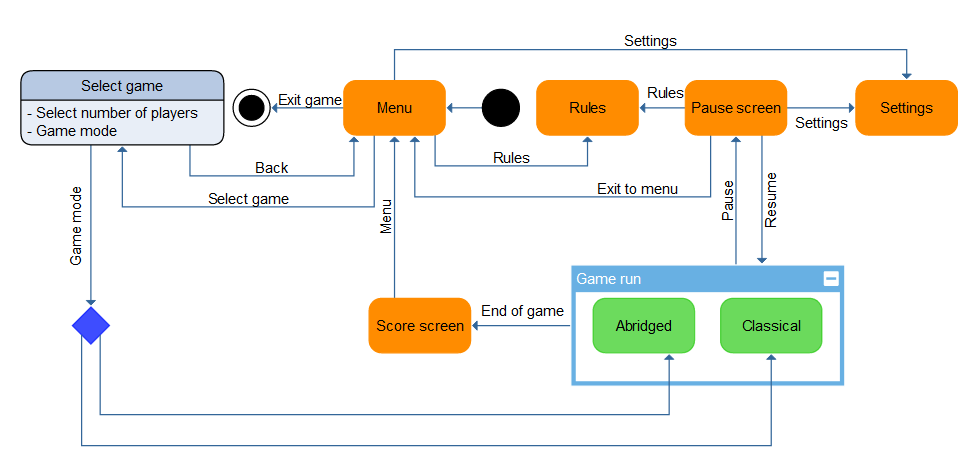 Settings
Select game
- Select number of players
- Game mode
Exit game
Menu
Rules
Rules
Pause screen
Settings
Settings
Back
Rules
Select game
Exit to menu
Game mode
Menu
Pause
Resume
Game run
Score screen
End of game
Abridged
Classical